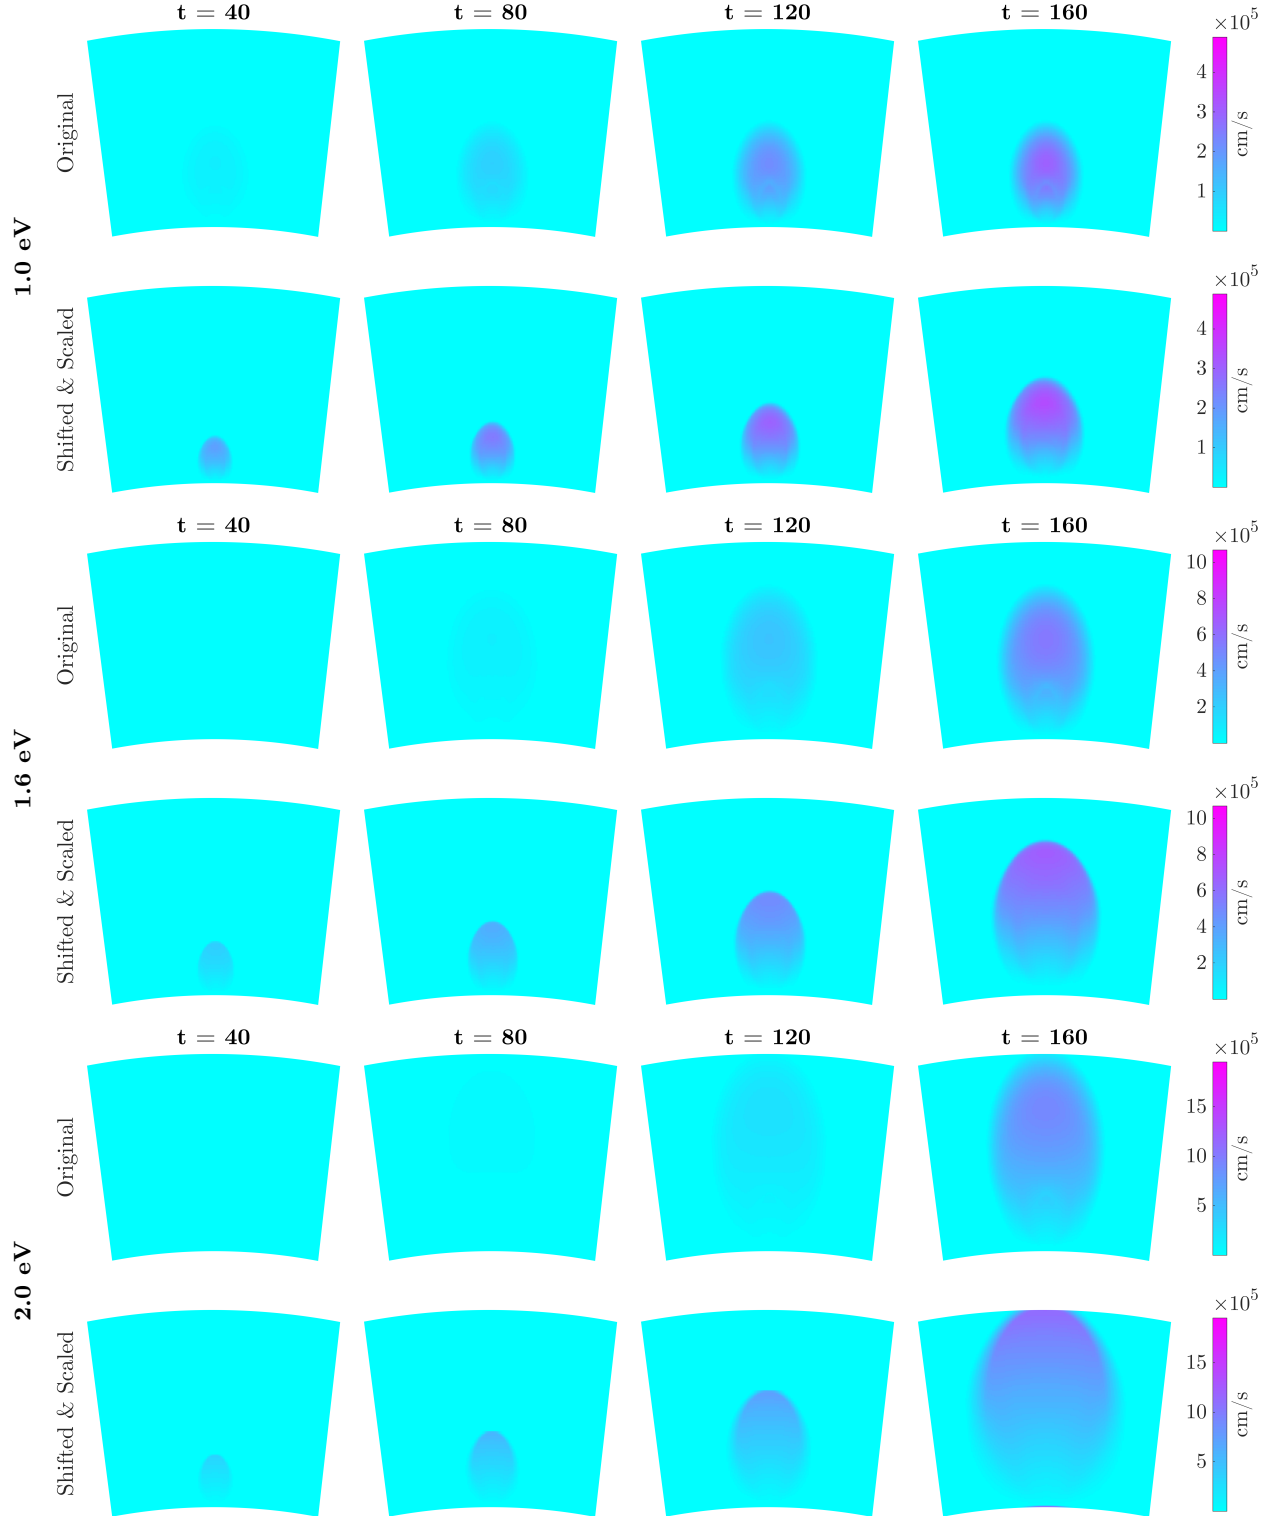 t = 40 t = 80 t = 120 t = 160
1.0 eV
Original
×10^5
4
3
2
1
cm/s
Shifted & Scaled
×10^5
4
3
2
1
cm/s
t = 40 t = 80 t = 120 t = 160
1.6 eV
Original
×10^5
10
8
6
4
2
cm/s
Shifted & Scaled
×10^5
10
8
6
4
2
cm/s
t = 40 t = 80 t = 120 t = 160
2.0 eV
Original
×10^5
15
10
5
cm/s
Shifted & Scaled
×10^5
15
10
5
cm/s